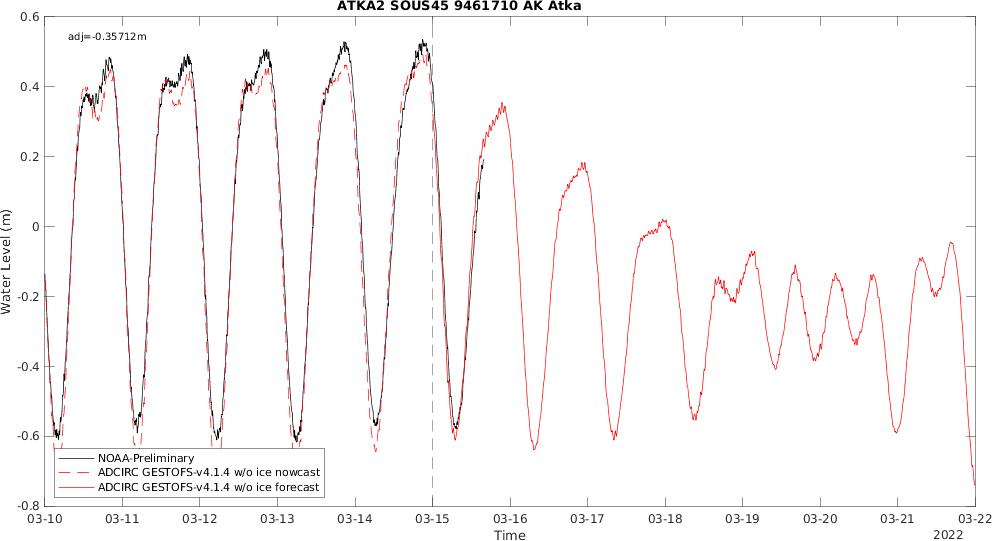 ATKA2 SOUS45 9461710 AK Atka
adj=-0.35712m
0.6
0.4
0.2
0
-0.2
-0.4
-0.6
-0.8
Water Level (m)
NOAA-Preliminary
ADCIRC GESTOFS-v4.1.4 w/o ice nowcast
ADCIRC GESTOFS-v4.1.4 w/o ice forecast
03-10 03-11 03-12 03-13 03-14 03-15 03-16 03-17 03-18 03-19 03-20 03-21 03-22
Time
2022